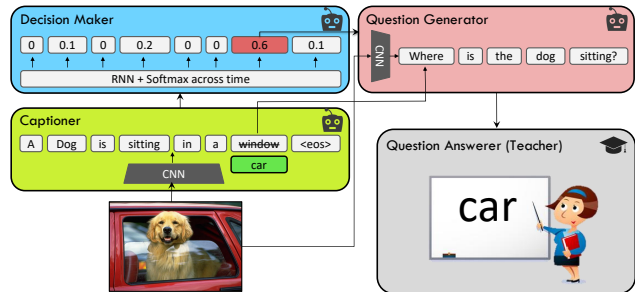 Decision Maker
0 0.1 0 0.2 0 0 0.6 0.1
RNN + Softmax across time
Captioner
A Dog is sitting in a window <eos>
car
CNN
Question Generator
CNN
Where is the dog sitting?
Question Answerer (Teacher)
car